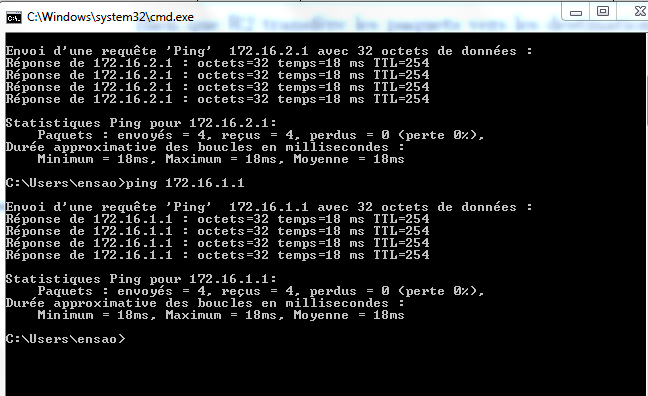 C:\Windows\system32\cmd.exe
Envoi d'une requête 'Ping'  172.16.2.1 avec 32 octets de données :
Réponse de 172.16.2.1 : octets=32 temps=18 ms TTL=254
Réponse de 172.16.2.1 : octets=32 temps=18 ms TTL=254
Réponse de 172.16.2.1 : octets=32 temps=18 ms TTL=254
Réponse de 172.16.2.1 : octets=32 temps=18 ms TTL=254
Statistiques Ping pour 172.16.2.1:
    Paquets : envoyés = 4, reçus = 4, perdus = 0 (perte 0%),
Durée approximative des boucles en millisecondes :
    Minimum = 18ms, Maximum = 18ms, Moyenne = 18ms
C:\Users\ensao>ping 172.16.1.1
Envoi d'une requête 'Ping'  172.16.1.1 avec 32 octets de données :
Réponse de 172.16.1.1 : octets=32 temps=18 ms TTL=254
Réponse de 172.16.1.1 : octets=32 temps=18 ms TTL=254
Réponse de 172.16.1.1 : octets=32 temps=18 ms TTL=254
Réponse de 172.16.1.1 : octets=32 temps=18 ms TTL=254
Statistiques Ping pour 172.16.1.1:
    Paquets : envoyés = 4, reçus = 4, perdus = 0 (perte 0%),
Durée approximative des boucles en millisecondes :
    Minimum = 18ms, Maximum = 18ms, Moyenne = 18ms
C:\Users\ensao>